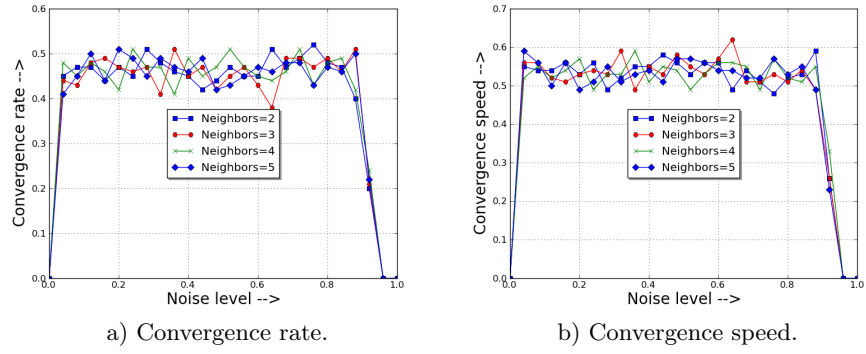 Convergence rate -->
0.6
0.5
0.4
0.3
0.2
0.1
0.0
0.0 0.2 0.4 0.6 0.8 1.0
Noise level -->
Neighbors=2
Neighbors=3
Neighbors=4
Neighbors=5
a) Convergence rate.
Convergence speed -->
0.7
0.6
0.5
0.4
0.3
0.2
0.1
0.0
0.0 0.2 0.4 0.6 0.8 1.0
Noise level -->
Neighbors=2
Neighbors=3
Neighbors=4
Neighbors=5
b) Convergence speed.